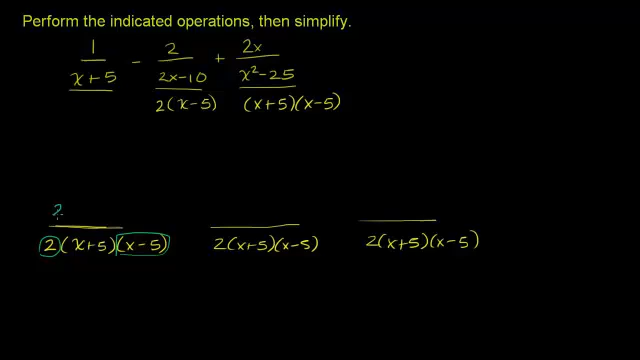 Perform the indicated operations, then simplify.
1/(x+5) - 2/(2x-10) + 2x/(x²-25)
2(x-5) (x+5)(x-5)
2
2(x+5)(x-5) 2(x+5)(x-5) 2(x+5)(x-5)